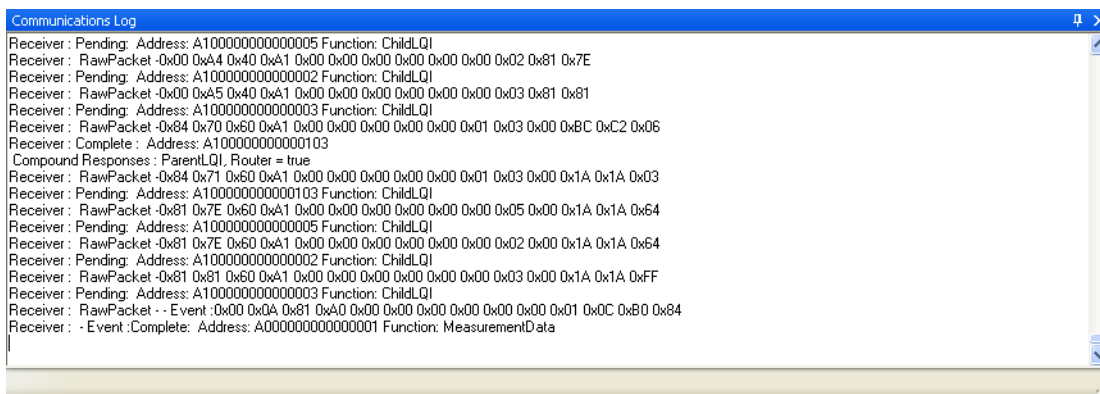 Communications Log
Receiver : Pending:  Address: A100000000000005 Function: ChildLQI
Receiver :  RawPacket -0x00 0xA4 0x40 0xA1 0x00 0x00 0x00 0x00 0x00 0x00 0x02 0x81 0x7E
Receiver : Pending:  Address: A100000000000002 Function: ChildLQI
Receiver :  RawPacket -0x00 0xA5 0x40 0xA1 0x00 0x00 0x00 0x00 0x00 0x00 0x03 0x81 0x81
Receiver : Pending:  Address: A100000000000003 Function: ChildLQI
Receiver :  RawPacket -0x84 0x70 0x60 0xA1 0x00 0x00 0x00 0x00 0x00 0x01 0x03 0x00 0xBC 0xC2 0x06
Receiver : Complete :  Address: A100000000000103
Compound Responses : ParentLQI, Router = true
Receiver :  RawPacket -0x84 0x71 0x60 0xA1 0x00 0x00 0x00 0x00 0x00 0x01 0x03 0x00 0x1A 0x1A 0x03
Receiver : Pending:  Address: A100000000000103 Function: ChildLQI
Receiver :  RawPacket -0x81 0x7E 0x60 0xA1 0x00 0x00 0x00 0x00 0x00 0x00 0x05 0x00 0x1A 0x1A 0x64
Receiver : Pending:  Address: A100000000000005 Function: ChildLQI
Receiver :  RawPacket -0x81 0x7E 0x60 0xA1 0x00 0x00 0x00 0x00 0x00 0x00 0x02 0x00 0x1A 0x1A 0x64
Receiver : Pending:  Address: A100000000000002 Function: ChildLQI
Receiver :  RawPacket -0x81 0x81 0x60 0xA1 0x00 0x00 0x00 0x00 0x00 0x00 0x03 0x00 0x1A 0x1A 0xFF
Receiver : Pending:  Address: A100000000000003 Function: ChildLQI
Receiver :  RawPacket - - Event :0x00 0x0A 0x81 0xA0 0x00 0x00 0x00 0x00 0x00 0x00 0x01 0x0C 0xB0 0x84
Receiver :  - Event :Complete:  Address: A000000000000001 Function: MeasurementData